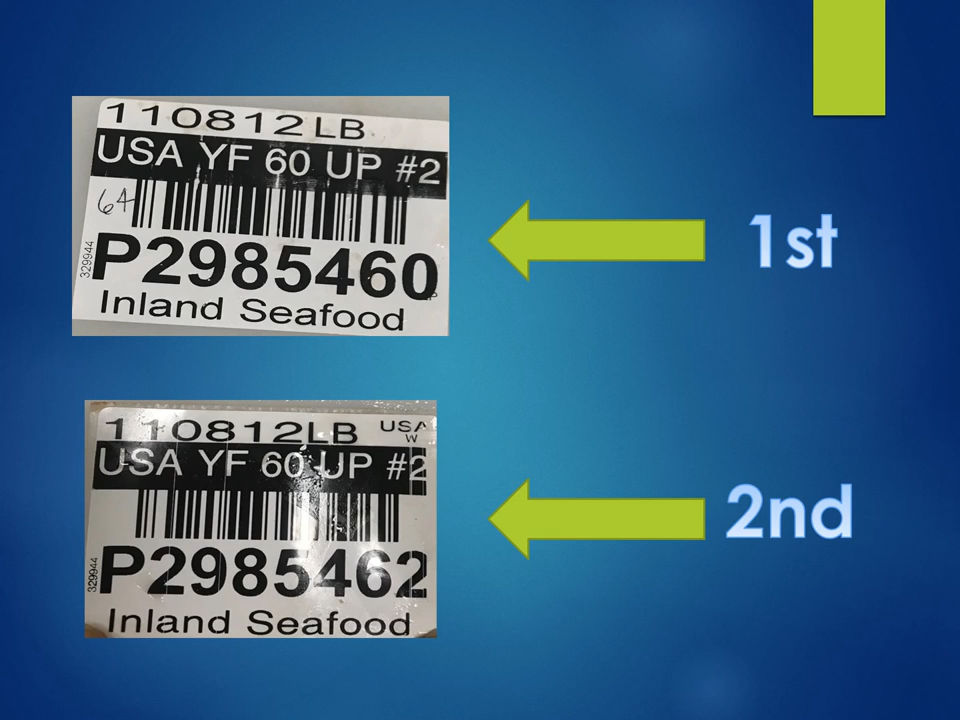 110812LB
USA YF 60 UP #2
64
P2985460
329944
Inland Seafood
1st
110812LB USA
W
USA YF 60 UP #2
P2985462
329944
Inland Seafood
2nd